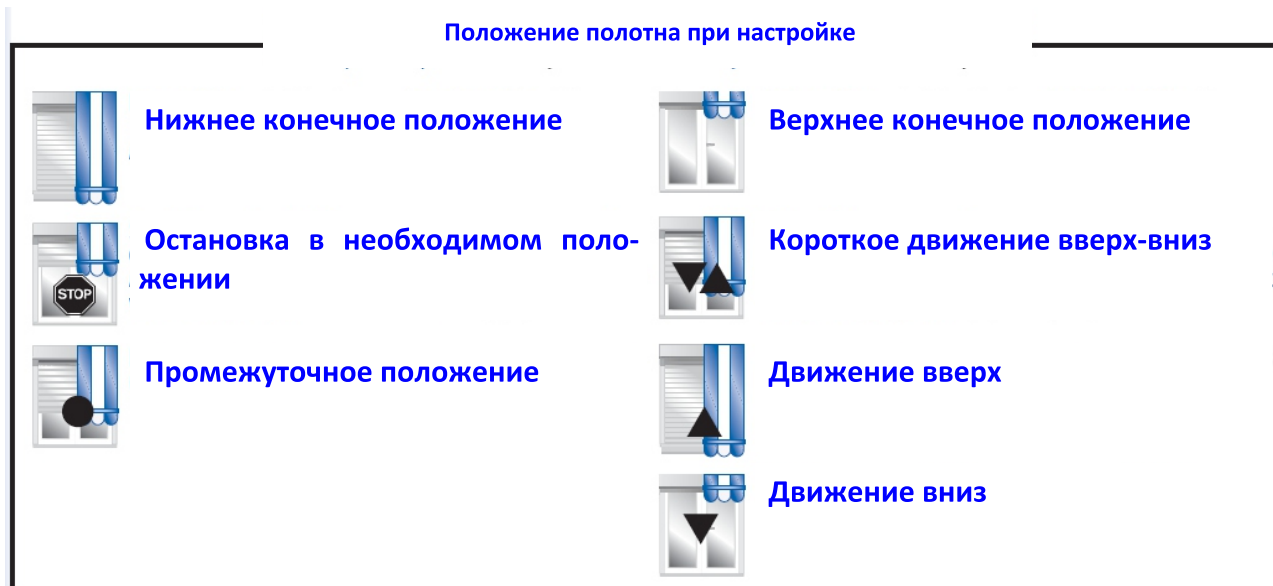 Положение полотна при настройке
Нижнее конечное положение
Верхнее конечное положение
Остановка в необходимом поло-
жении
STOP
Короткое движение вверх-вниз
Промежуточное положение
Движение вверх
Движение вниз